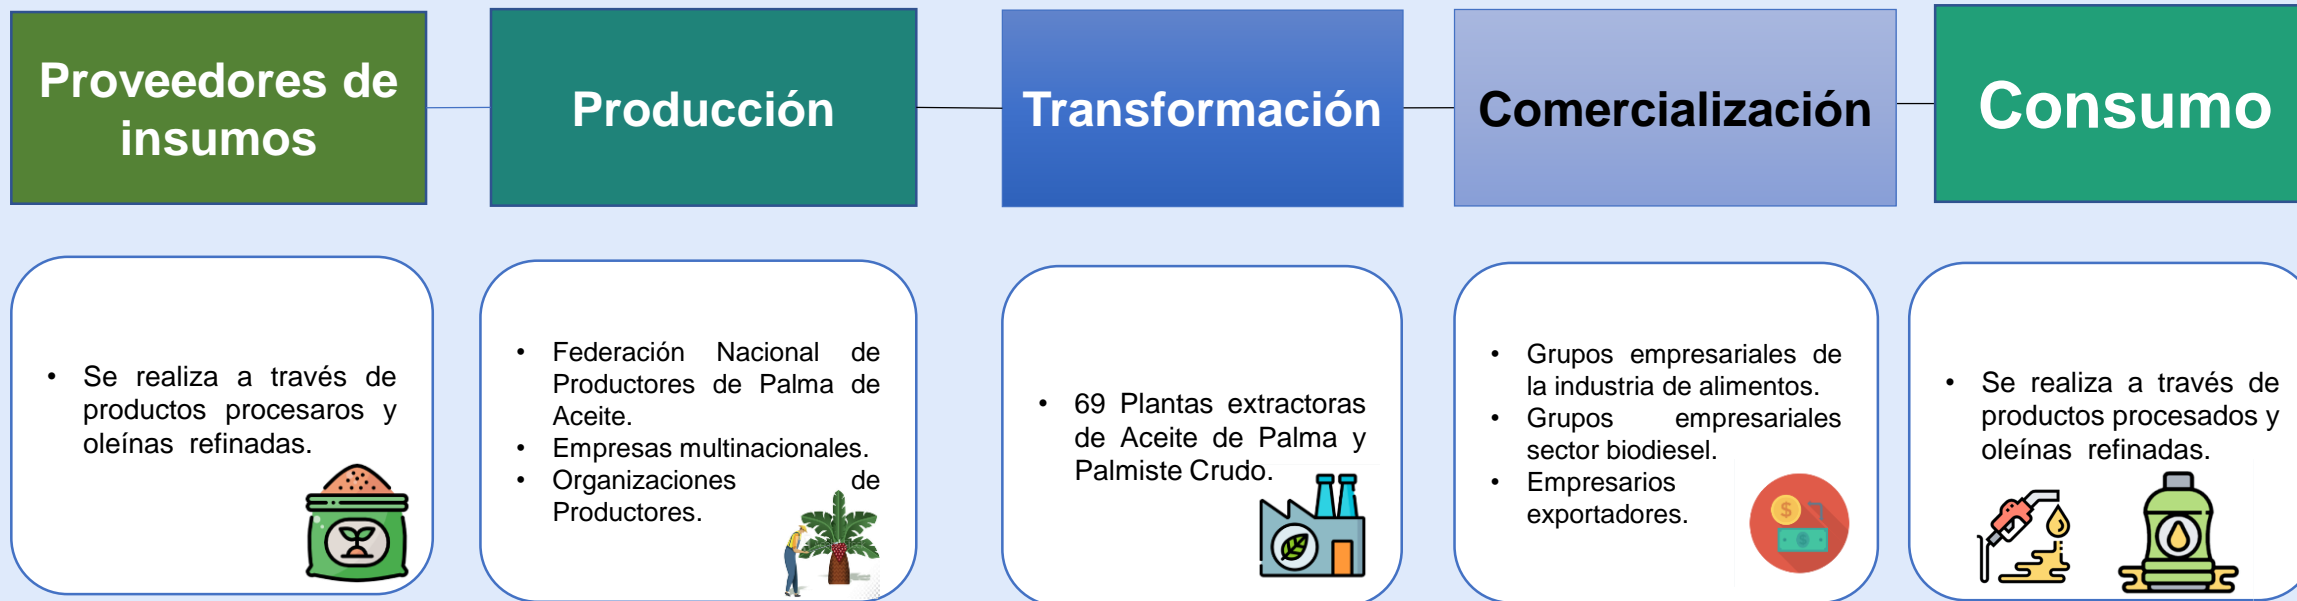 Proveedores de
insumos
Producción
Transformación
Comercialización
Consumo
• Se realiza a través de
productos procesaros y
oleínas refinadas.
• Federación Nacional de
Productores de Palma de
Aceite.
• Empresas multinacionales.
• Organizaciones de
Productores.
• 69 Plantas extractoras
de Aceite de Palma y
Palmiste Crudo.
• Grupos empresariales de
la industria de alimentos.
• Grupos empresariales
sector biodiesel.
• Empresarios
exportadores.
$
$
• Se realiza a través de
productos procesados y
oleínas refinadas.